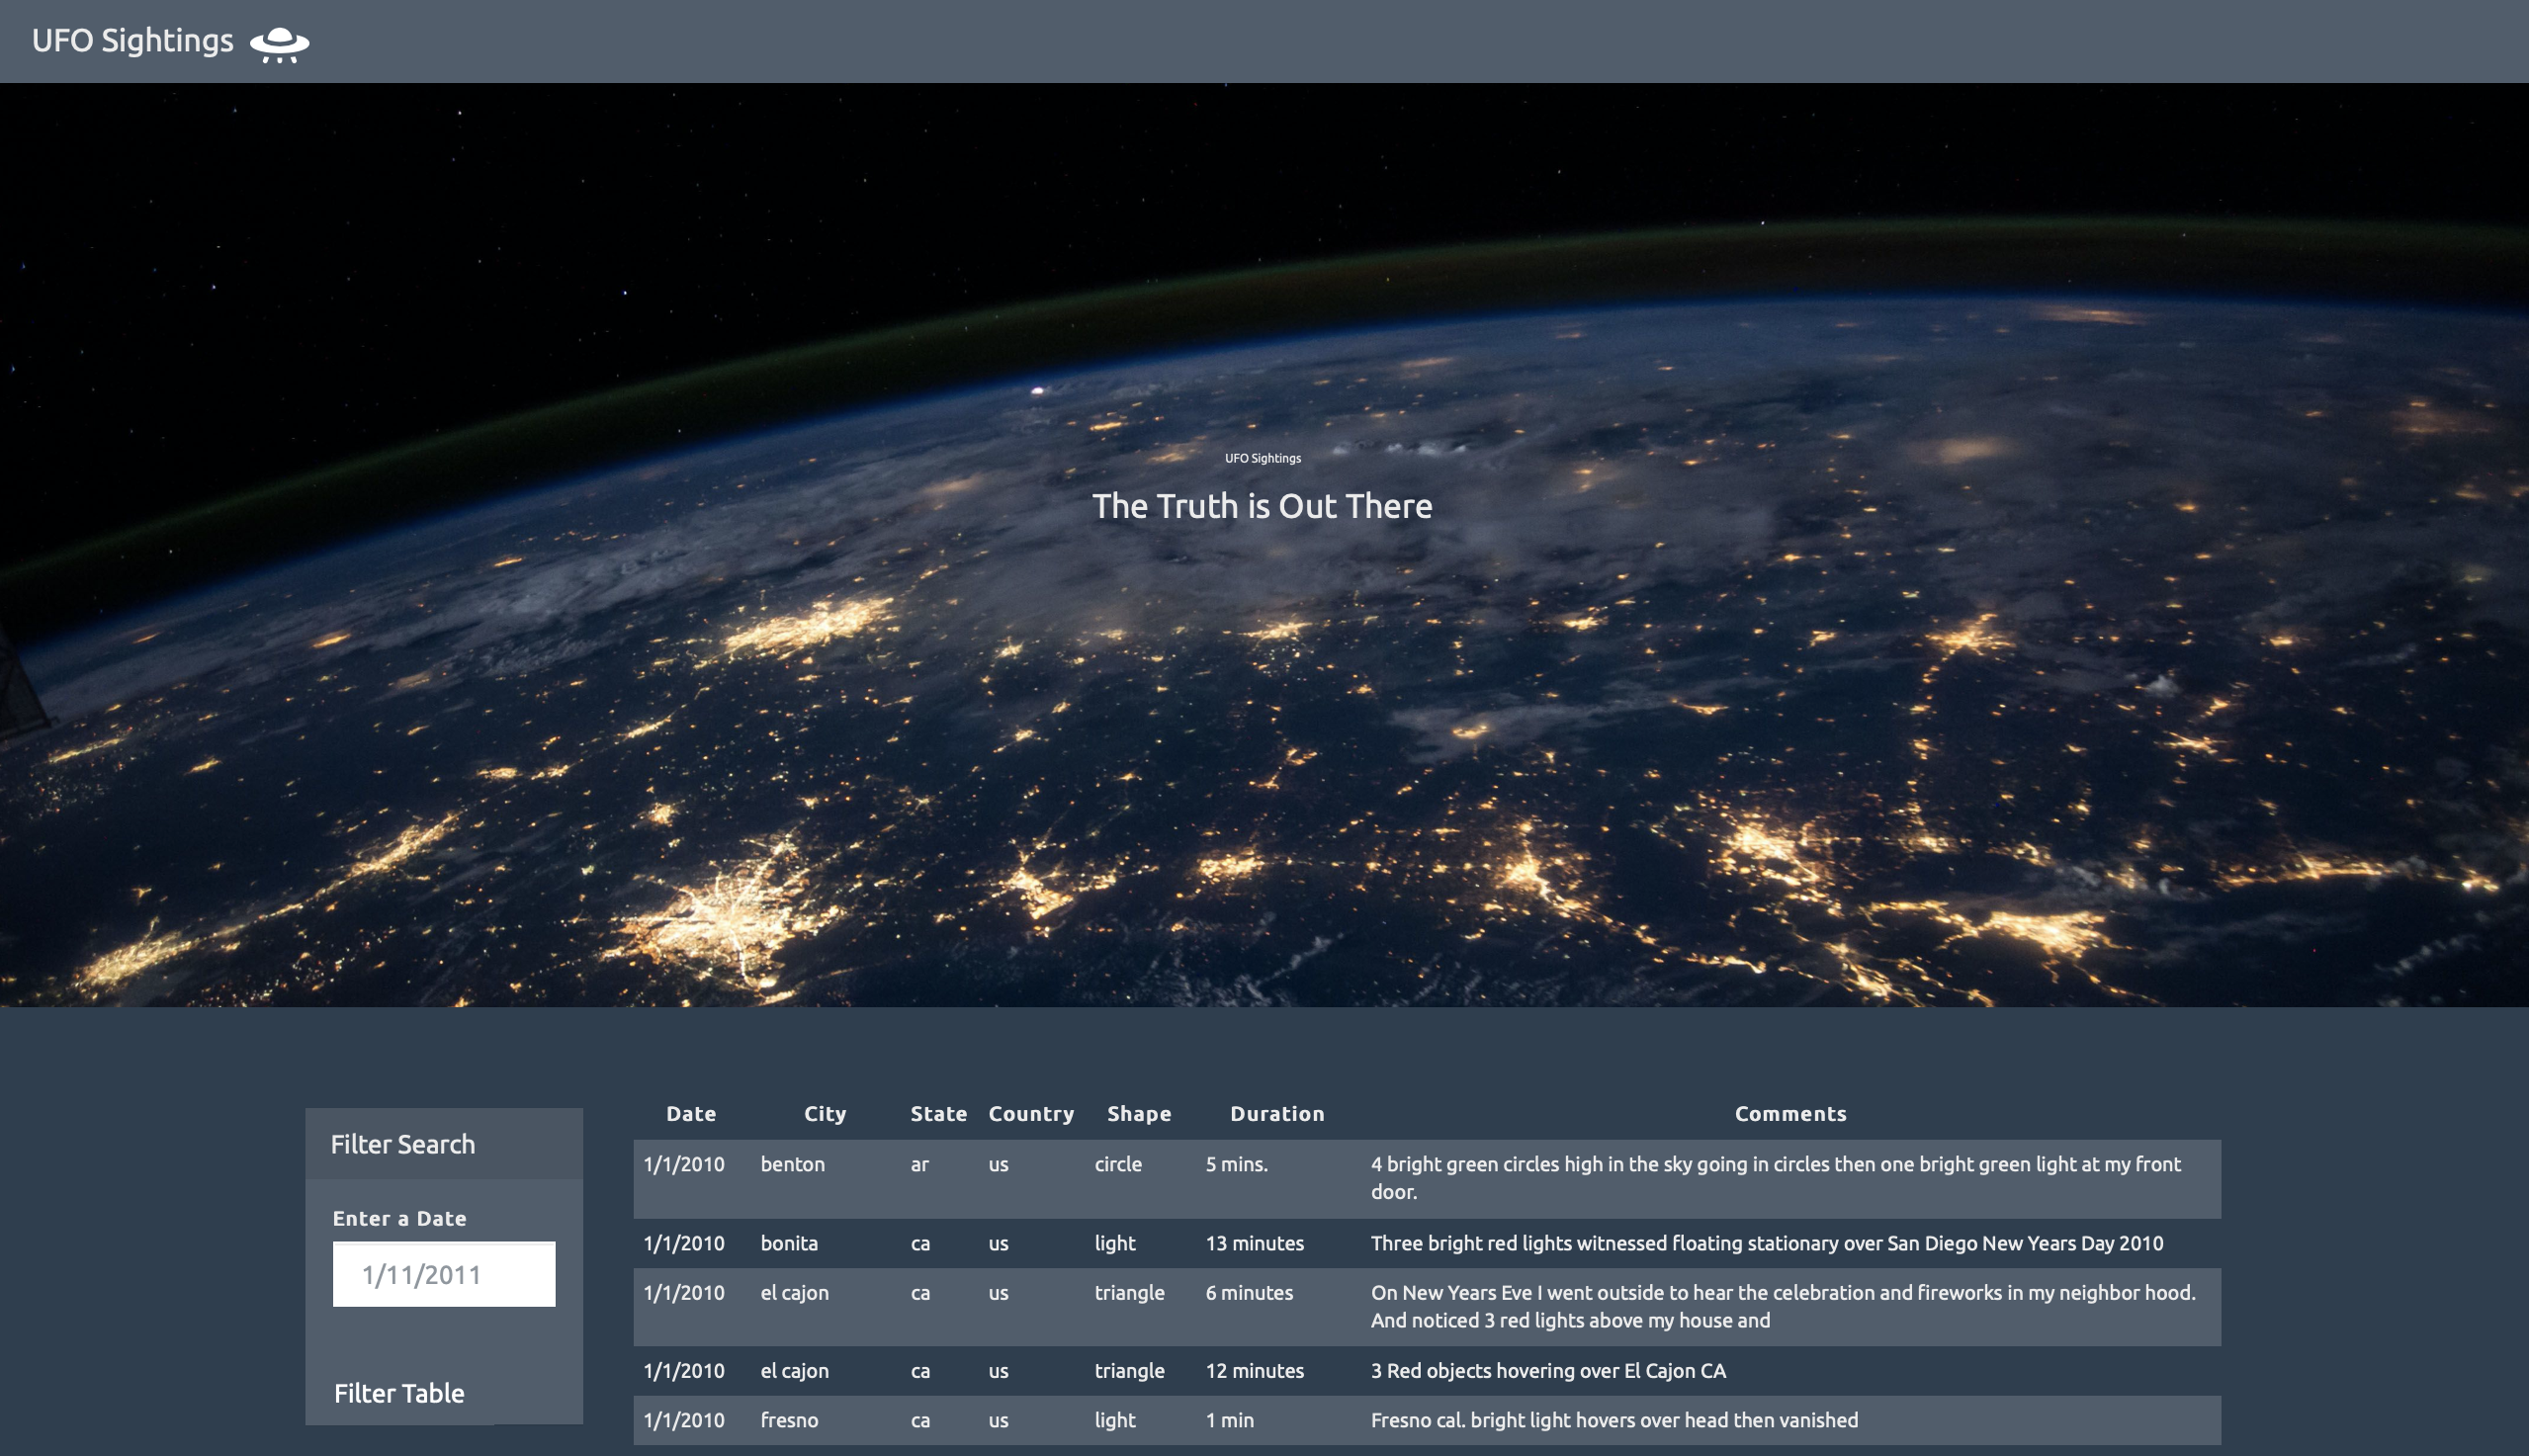 UFO Sightings
UFO Sightings
The Truth is Out There
Filter Search
Enter a Date
1/11/2011
Filter Table
Date City State Country Shape Duration Comments
1/1/2010 benton ar us circle 5 mins. 4 bright green circles high in the sky going in circles then one bright green light at my front
door.
1/1/2010 bonita ca us light 13 minutes Three bright red lights witnessed floating stationary over San Diego New Years Day 2010
1/1/2010 el cajon ca us triangle 6 minutes On New Years Eve I went outside to hear the celebration and fireworks in my neighbor hood.
And noticed 3 red lights above my house and
1/1/2010 el cajon ca us triangle 12 minutes 3 Red objects hovering over El Cajon CA
1/1/2010 fresno ca us light 1 min Fresno cal. bright light hovers over head then vanished